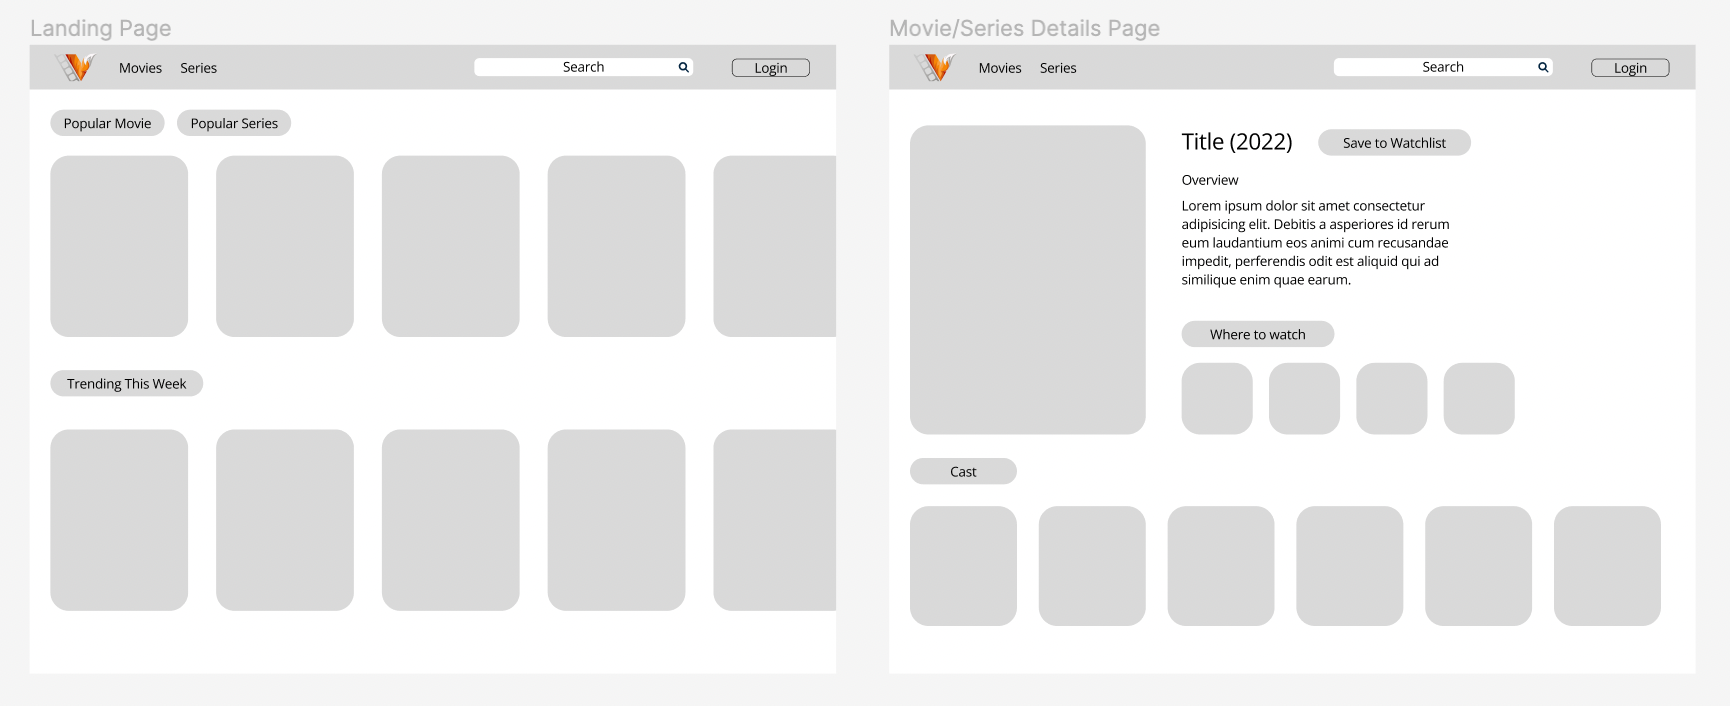 Landing Page
Movies Series Search Login
Popular Movie Popular Series
Trending This Week
Movie/Series Details Page
Movies Series Search Login
Title (2022) Save to Watchlist
Overview
Lorem ipsum dolor sit amet consectetur
adipisicing elit. Debitis a asperiores id rerum
eum laudantium eos animi cum recusandae
impedit, perferendis odit est aliquid qui ad
similique enim quae earum.
Where to watch
Cast